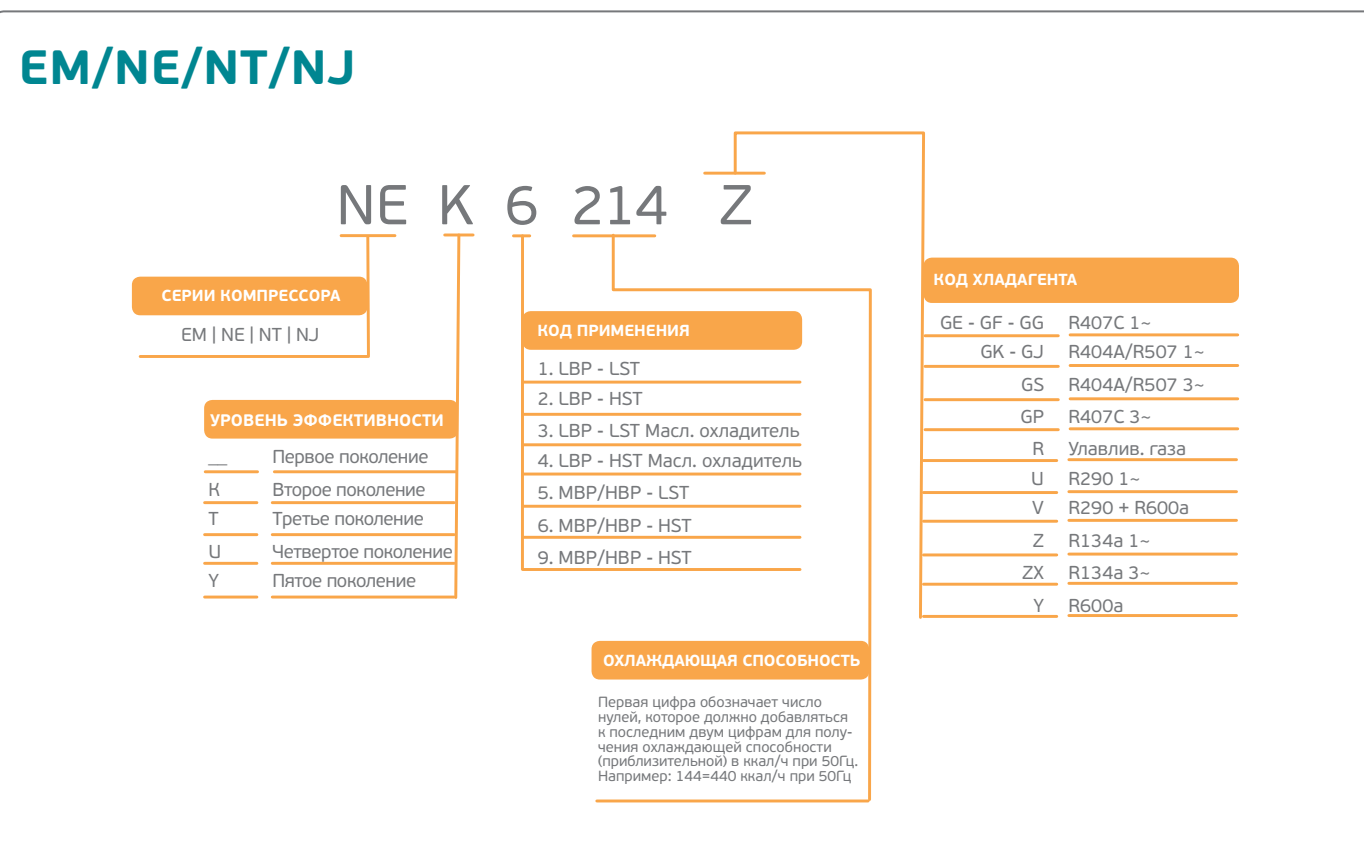 EM/NE/NT/NJ
NE K 6 214 Z
СЕРИИ КОМПРЕССОРА
EM | NE | NT | NJ
УРОВЕНЬ ЭФФЕКТИВНОСТИ
__ Первое поколение
K Второе поколение
T Третье поколение
U Четвертое поколение
Y Пятое поколение
КОД ПРИМЕНЕНИЯ
1. LBP - LST
2. LBP - HST
3. LBP - LST Масл. охладитель
4. LBP - HST Масл. охладитель
5. MBP/HBP - LST
6. MBP/HBP - HST
9. MBP/HBP - HST
ОХЛАЖДАЮЩАЯ СПОСОБНОСТЬ
Первая цифра обозначает число
нулей, которое должно добавляться
к последним двум цифрам для полу-
чения охлаждающей способности
(приблизительной) в ккал/ч при 50Гц.
Например: 144=440 ккал/ч при 50Гц
КОД ХЛАДАГЕНТА
GE - GF - GG R407C 1~
GK - GJ R404A/R507 1~
GS R404A/R507 3~
GP R407C 3~
R Улавлив. газа
U R290 1~
V R290 + R600a
Z R134a 1~
ZX R134a 3~
Y R600a